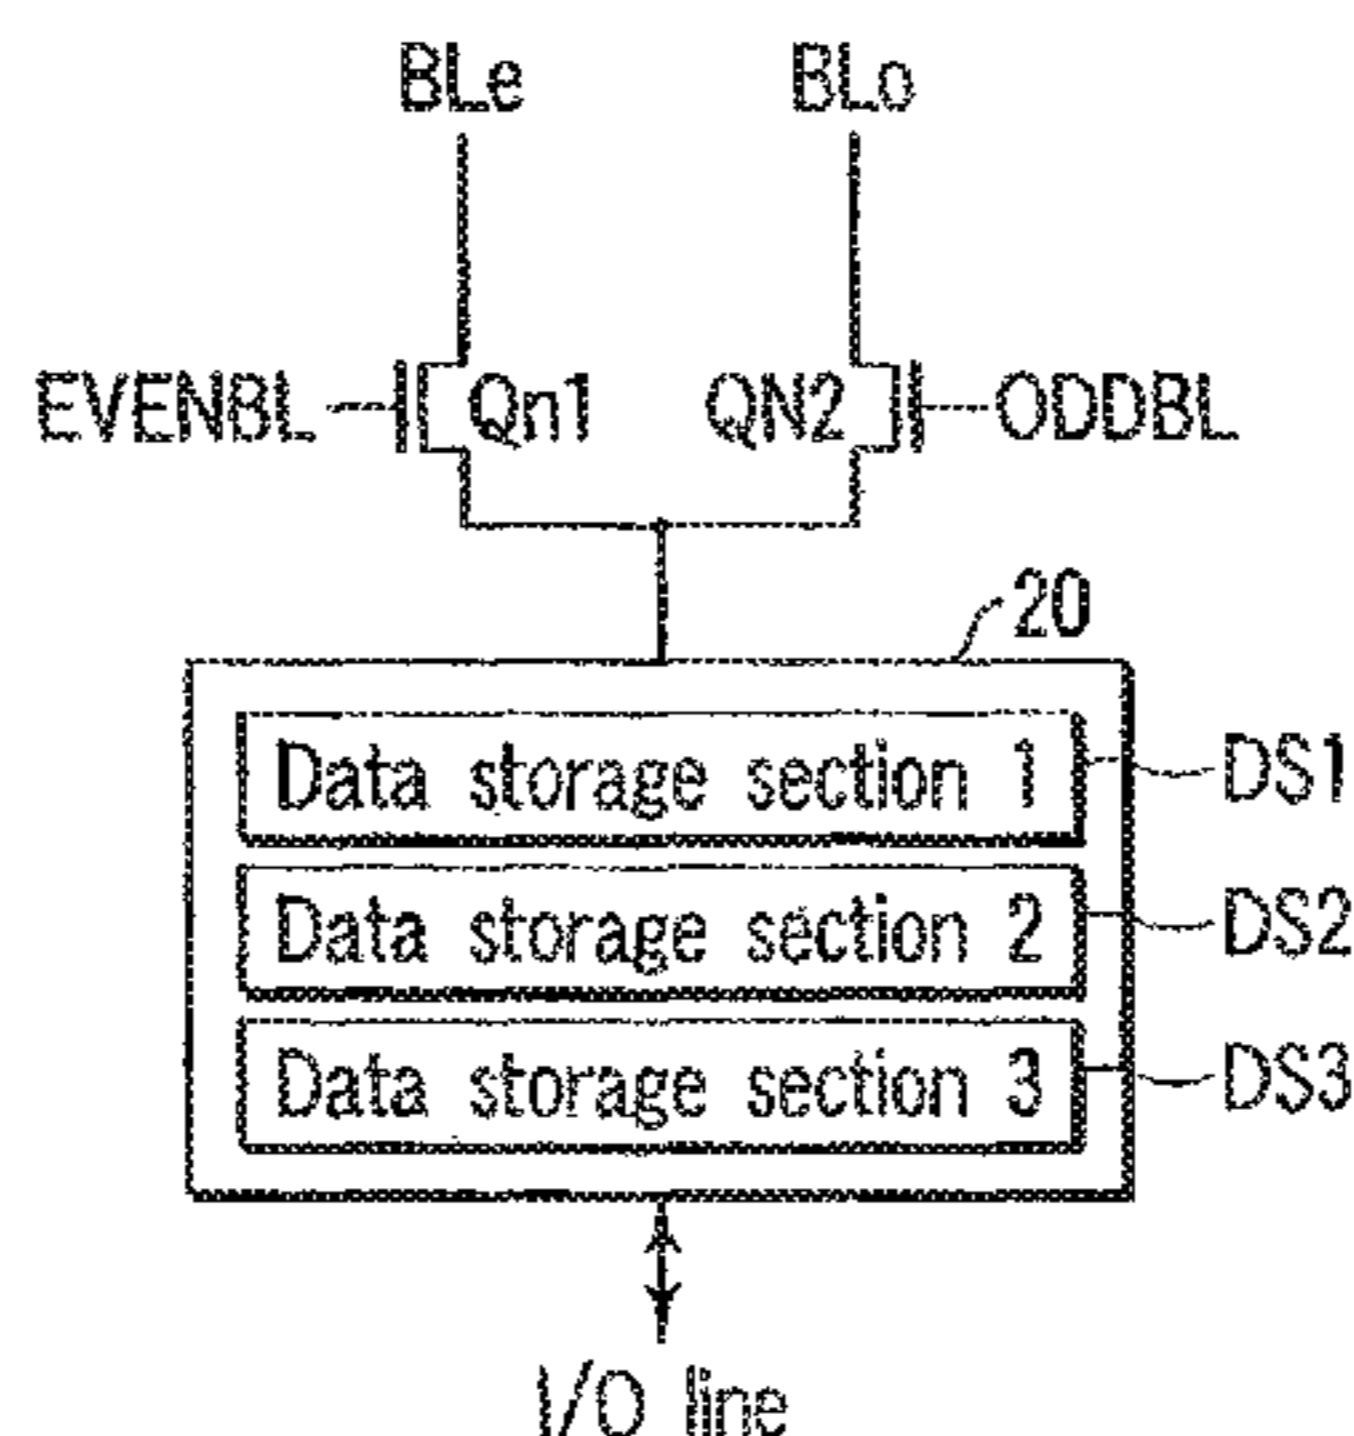 BLe BLo
EVENBL Qn1 QN2 ODDBL
20
Data storage section 1 DS1
Data storage section 2 DS2
Data storage section 3 DS3
I/O line